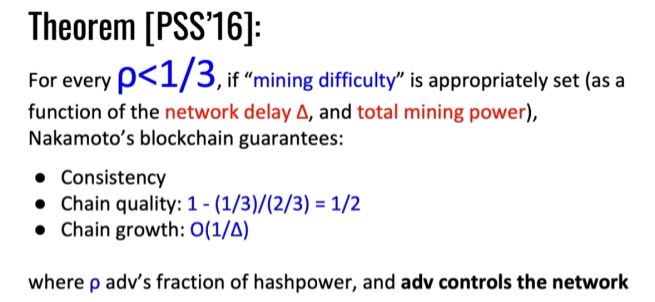 Theorem [PSS’16]:
For every ρ<1/3, if “mining difficulty” is appropriately set (as a
function of the network delay Δ, and total mining power),
Nakamoto’s blockchain guarantees:
● Consistency
● Chain quality: 1 - (1/3)/(2/3) = 1/2
● Chain growth: O(1/Δ)
where ρ adv’s fraction of hashpower, and adv controls the network